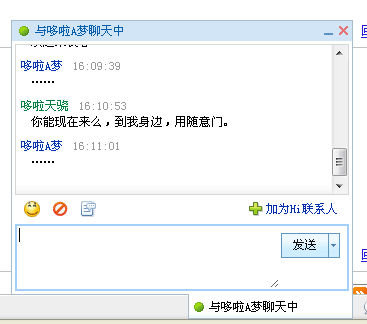 与哆啦A梦聊天中
哆啦A梦 16:09:39
······
哆啦天骁 16:10:53
你能现在来么，到我身边，用随意门。
哆啦A梦 16:11:01
······
加为Hi联系人
发送
与哆啦A梦聊天中